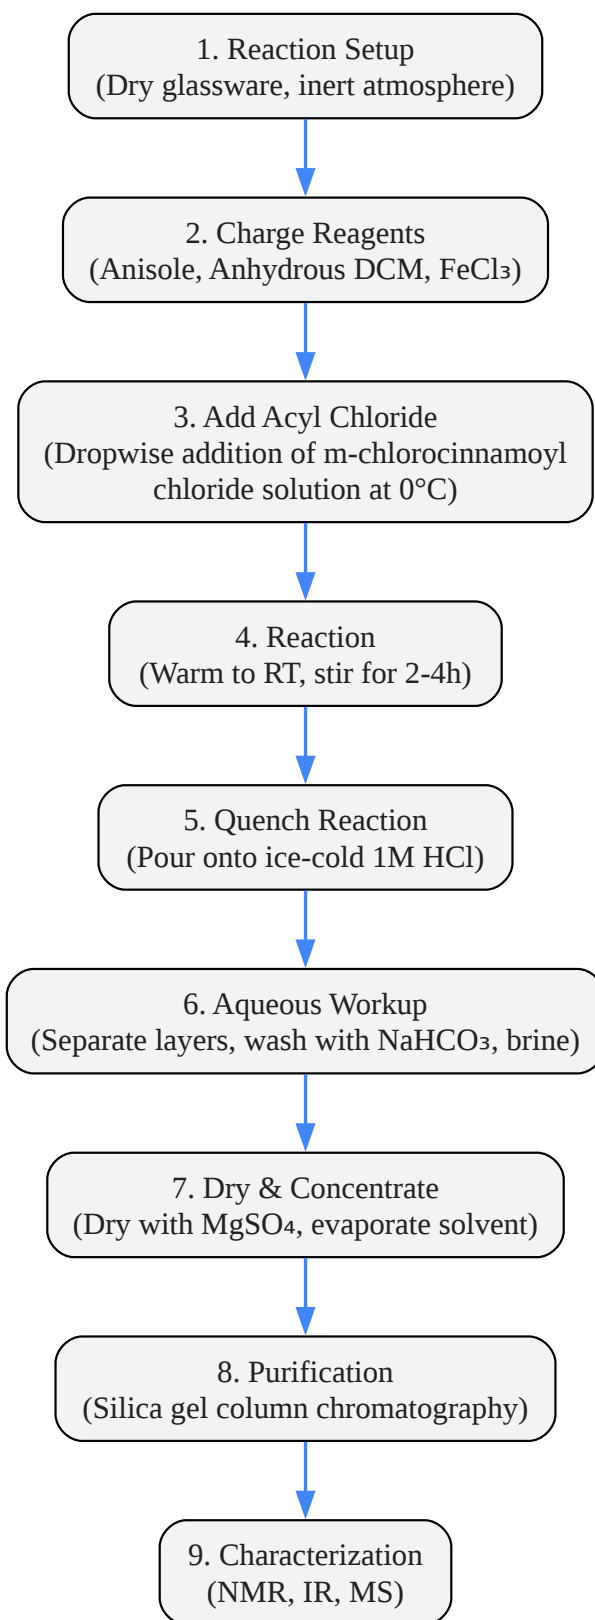 1. Reaction Setup
(Dry glassware, inert atmosphere)
2. Charge Reagents
(Anisole, Anhydrous DCM, FeCl₃)
3. Add Acyl Chloride
(Dropwise addition of m-chlorocinnamoyl
chloride solution at 0°C)
4. Reaction
(Warm to RT, stir for 2-4h)
5. Quench Reaction
(Pour onto ice-cold 1M HCl)
6. Aqueous Workup
(Separate layers, wash with NaHCO₃, brine)
7. Dry & Concentrate
(Dry with MgSO₄, evaporate solvent)
8. Purification
(Silica gel column chromatography)
9. Characterization
(NMR, IR, MS)